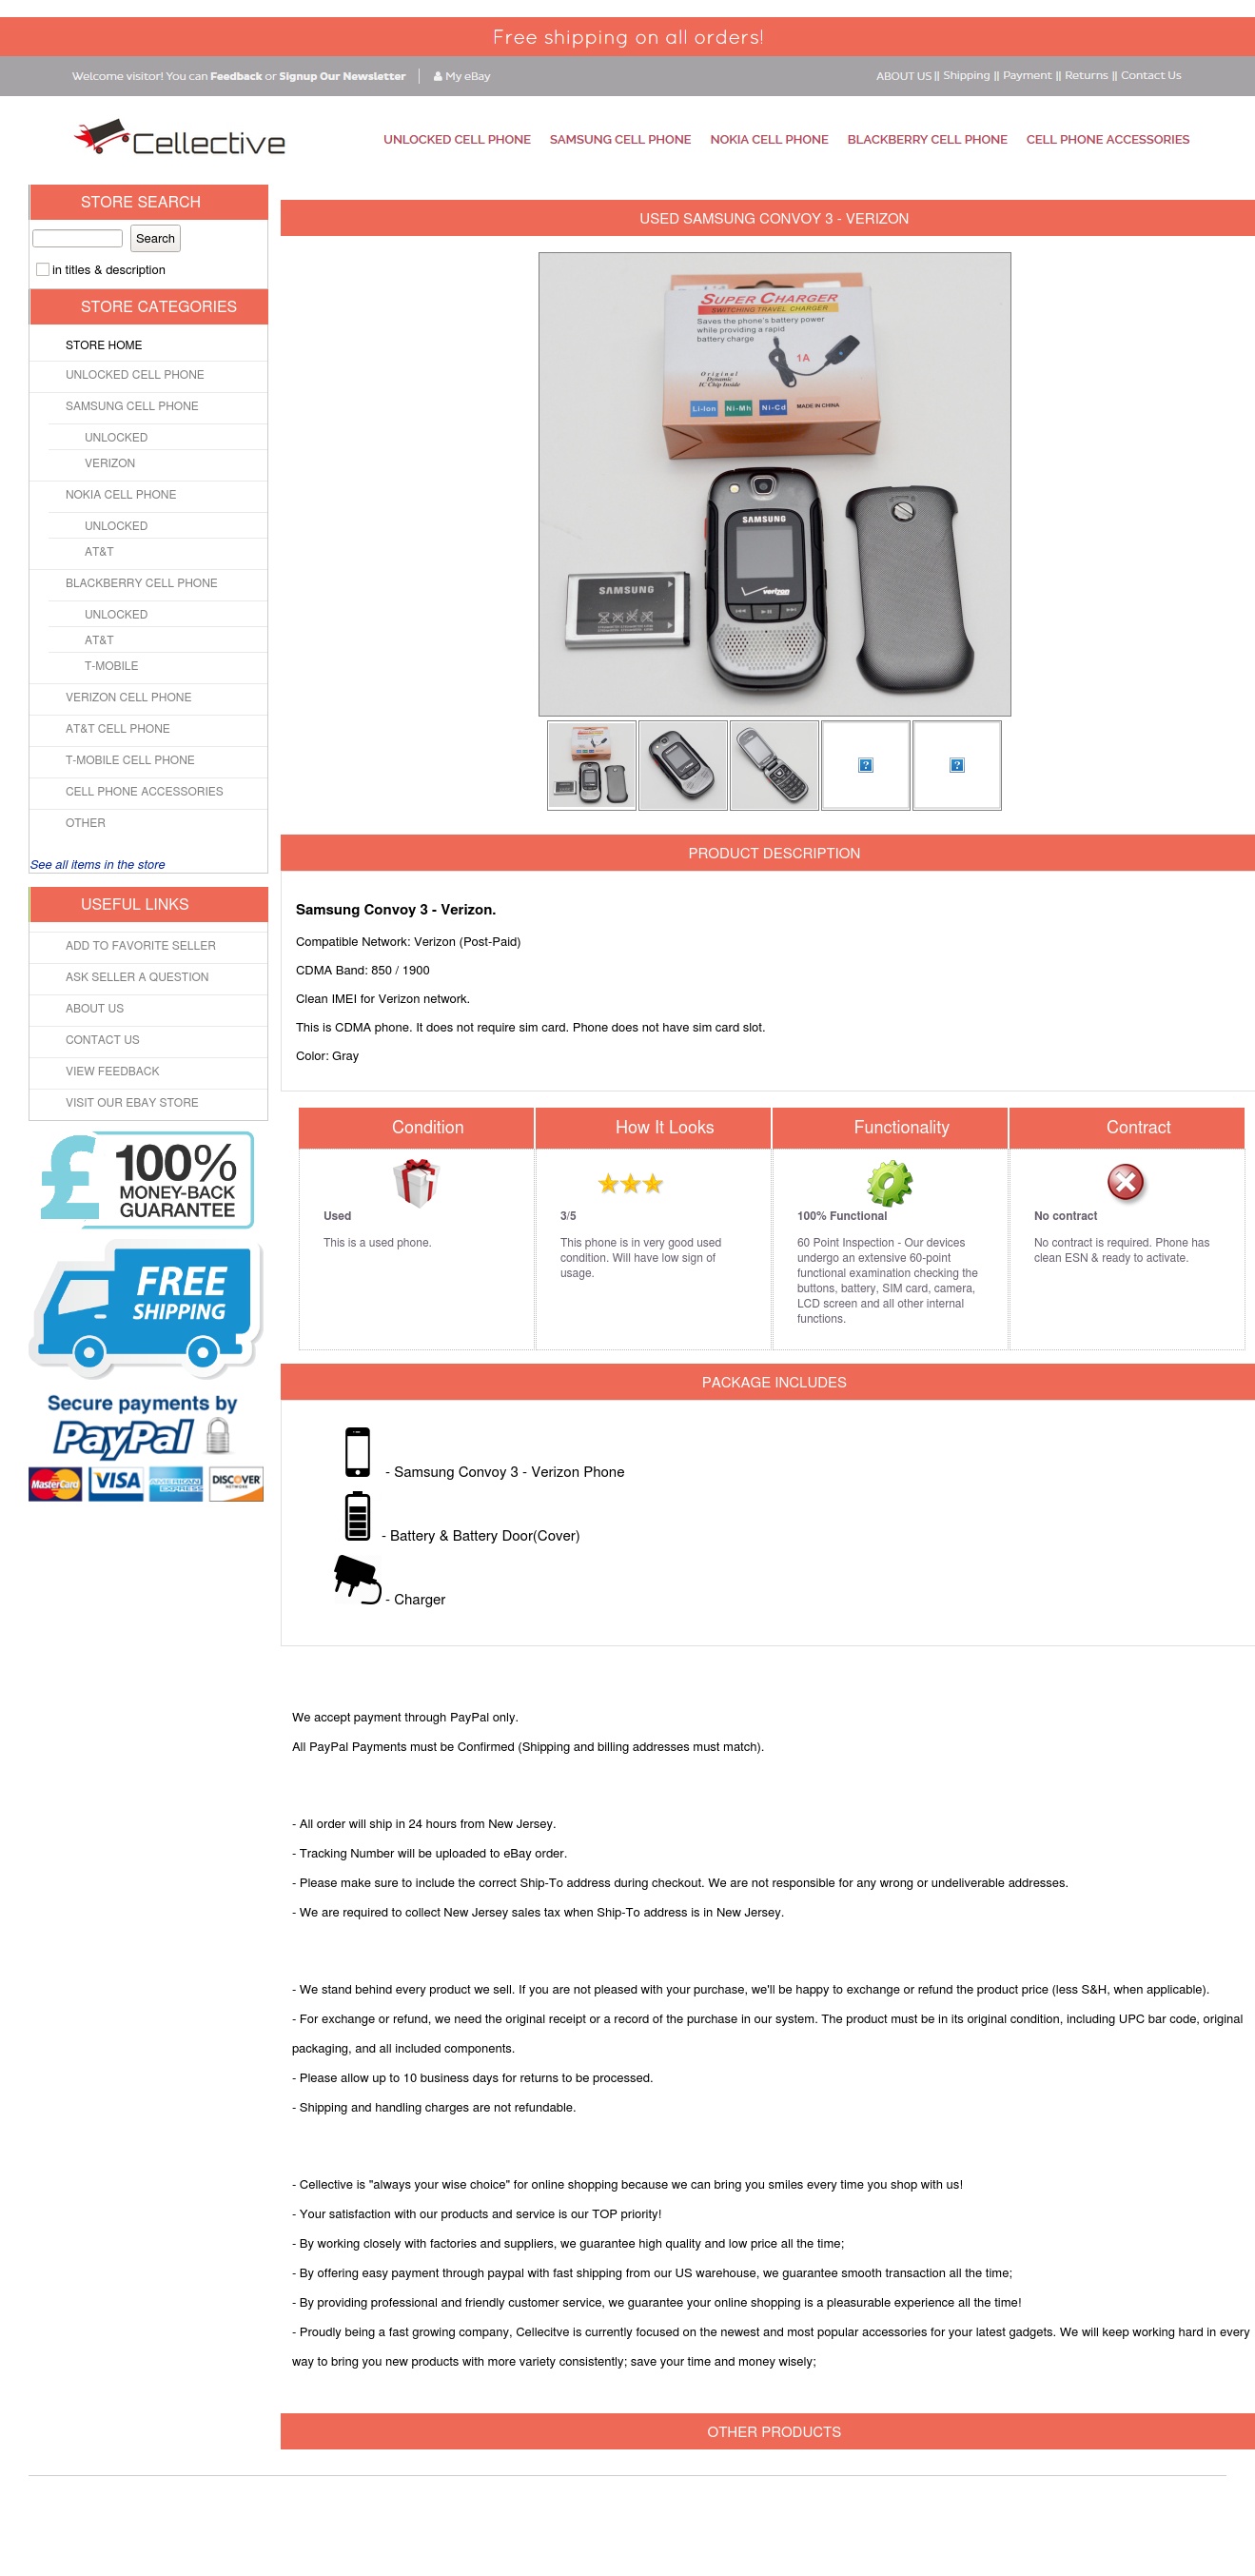 Free shipping on all orders!
Welcome visitor! You can Feedback or Signup Our Newsletter
My eBay
ABOUT US || Shipping || Payment || Returns || Contact Us
Cellective
UNLOCKED CELL PHONE SAMSUNG CELL PHONE NOKIA CELL PHONE BLACKBERRY CELL PHONE CELL PHONE ACCESSORIES
STORE SEARCH
Search
in titles & description
STORE CATEGORIES
STORE HOME
UNLOCKED CELL PHONE
SAMSUNG CELL PHONE
UNLOCKED
VERIZON
NOKIA CELL PHONE
UNLOCKED
AT&T
BLACKBERRY CELL PHONE
UNLOCKED
AT&T
T-MOBILE
VERIZON CELL PHONE
AT&T CELL PHONE
T-MOBILE CELL PHONE
CELL PHONE ACCESSORIES
OTHER
See all items in the store
USEFUL LINKS
ADD TO FAVORITE SELLER
ASK SELLER A QUESTION
ABOUT US
CONTACT US
VIEW FEEDBACK
VISIT OUR EBAY STORE
£ 100%
MONEY-BACK
GUARANTEE
FREE
SHIPPING
Secure payments by
PayPal
MasterCard VISA AMERICAN EXPRESS DISCOVER NETWORK
USED SAMSUNG CONVOY 3 - VERIZON
SUPER CHARGER
SWITCHING TRAVEL CHARGER
Saves the phone's battery power
while providing a rapid
battery charge
1A
Original
Dynamic
IC Chip Inside
Li-Ion Ni-Mh Ni-Cd MADE IN CHINA
SAMSUNG
SAMSUNG
verizon
PRODUCT DESCRIPTION
Samsung Convoy 3 - Verizon.
Compatible Network: Verizon (Post-Paid)
CDMA Band: 850 / 1900
Clean IMEI for Verizon network.
This is CDMA phone. It does not require sim card. Phone does not have sim card slot.
Color: Gray
Condition
Used
This is a used phone.
How It Looks
3/5
This phone is in very good used
condition. Will have low sign of
usage.
Functionality
100% Functional
60 Point Inspection - Our devices
undergo an extensive 60-point
functional examination checking the
buttons, battery, SIM card, camera,
LCD screen and all other internal
functions.
Contract
No contract
No contract is required. Phone has
clean ESN & ready to activate.
PACKAGE INCLUDES
- Samsung Convoy 3 - Verizon Phone
- Battery & Battery Door(Cover)
- Charger
We accept payment through PayPal only.
All PayPal Payments must be Confirmed (Shipping and billing addresses must match).
- All order will ship in 24 hours from New Jersey.
- Tracking Number will be uploaded to eBay order.
- Please make sure to include the correct Ship-To address during checkout. We are not responsible for any wrong or undeliverable addresses.
- We are required to collect New Jersey sales tax when Ship-To address is in New Jersey.
- We stand behind every product we sell. If you are not pleased with your purchase, we'll be happy to exchange or refund the product price (less S&H, when applicable).
- For exchange or refund, we need the original receipt or a record of the purchase in our system. The product must be in its original condition, including UPC bar code, original
packaging, and all included components.
- Please allow up to 10 business days for returns to be processed.
- Shipping and handling charges are not refundable.
- Cellective is "always your wise choice" for online shopping because we can bring you smiles every time you shop with us!
- Your satisfaction with our products and service is our TOP priority!
- By working closely with factories and suppliers, we guarantee high quality and low price all the time;
- By offering easy payment through paypal with fast shipping from our US warehouse, we guarantee smooth transaction all the time;
- By providing professional and friendly customer service, we guarantee your online shopping is a pleasurable experience all the time!
- Proudly being a fast growing company, Cellecitve is currently focused on the newest and most popular accessories for your latest gadgets. We will keep working hard in every
way to bring you new products with more variety consistently; save your time and money wisely;
OTHER PRODUCTS